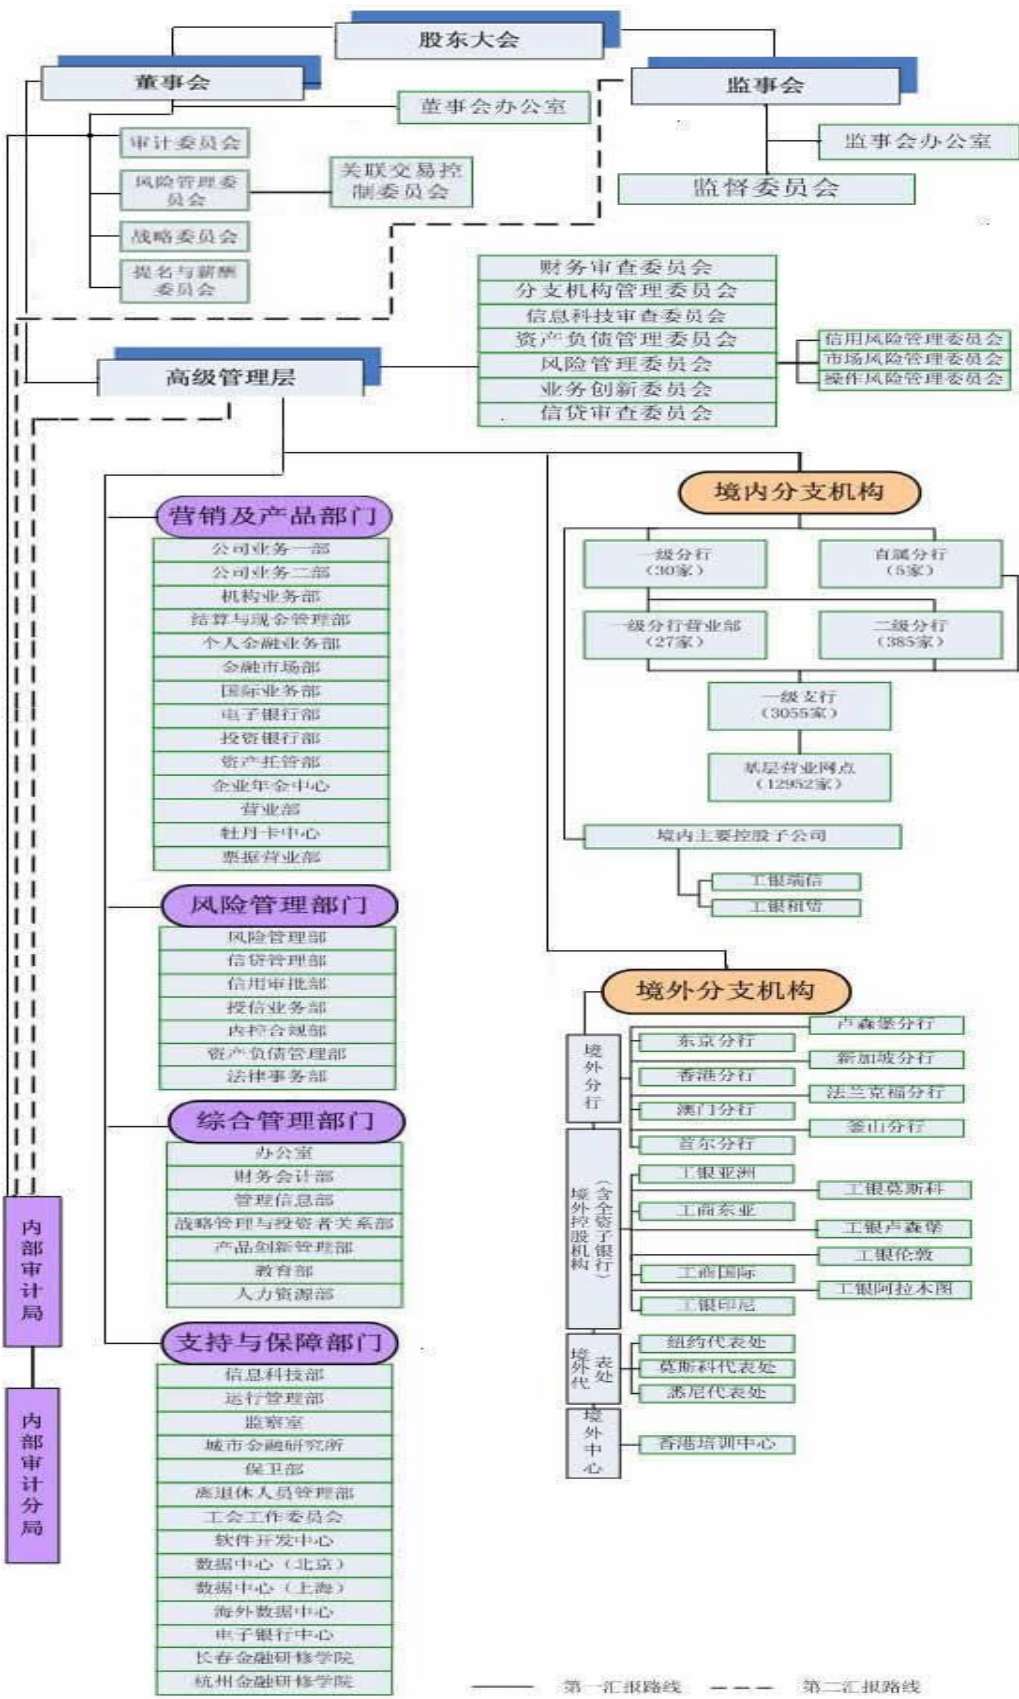 股东大会
董事会
监事会
董事会办公室
监事会办公室
监督委员会
审计委员会
风险管理委
员会
关联交易控
制委员会
战略委员会
提名与薪酬
委员会
财务审查委员会
分支机构管理委员会
信息科技审查委员会
资产负债管理委员会
风险管理委员会
业务创新委员会
信贷审查委员会
信用风险管理委员会
市场风险管理委员会
操作风险管理委员会
高级管理层
营销及产品部门
公司业务一部
公司业务二部
机构业务部
结算与现金管理部
个人金融业务部
金融市场部
国际业务部
电子银行部
投资银行部
资产托管部
企业年金中心
营业部
牡丹卡中心
票据营业部
风险管理部门
风险管理部
信贷管理部
信用审批部
授信业务部
内控合规部
资产负债管理部
法律事务部
综合管理部门
办公室
财务会计部
管理信息部
战略管理与投资者关系部
产品创新管理部
教育部
人力资源部
支持与保障部门
信息科技部
运行管理部
监察室
城市金融研究所
保卫部
离退休人员管理部
工会工作委员会
软件开发中心
数据中心（北京）
数据中心（上海）
海外数据中心
电子银行中心
长春金融研修学院
杭州金融研修学院
内部审计局
内部审计分局
境内分支机构
一级分行
（30家）
直属分行
（5家）
一级分行营业部
（27家）
二级分行
（385家）
一级支行
（3055家）
基层营业网点
（12952家）
境内主要控股子公司
工银瑞信
工银租赁
境外分支机构
境外分行
卢森堡分行
东京分行
新加坡分行
香港分行
法兰克福分行
澳门分行
釜山分行
首尔分行
境外控股机构
（含全资子银行）
工银亚洲
工银莫斯科
工商东亚
工银卢森堡
工银伦敦
工商国际
工银阿拉木图
工银印尼
境外代表处
纽约代表处
莫斯科代表处
悉尼代表处
境外中心
香港培训中心
第一汇报路线
第二汇报路线